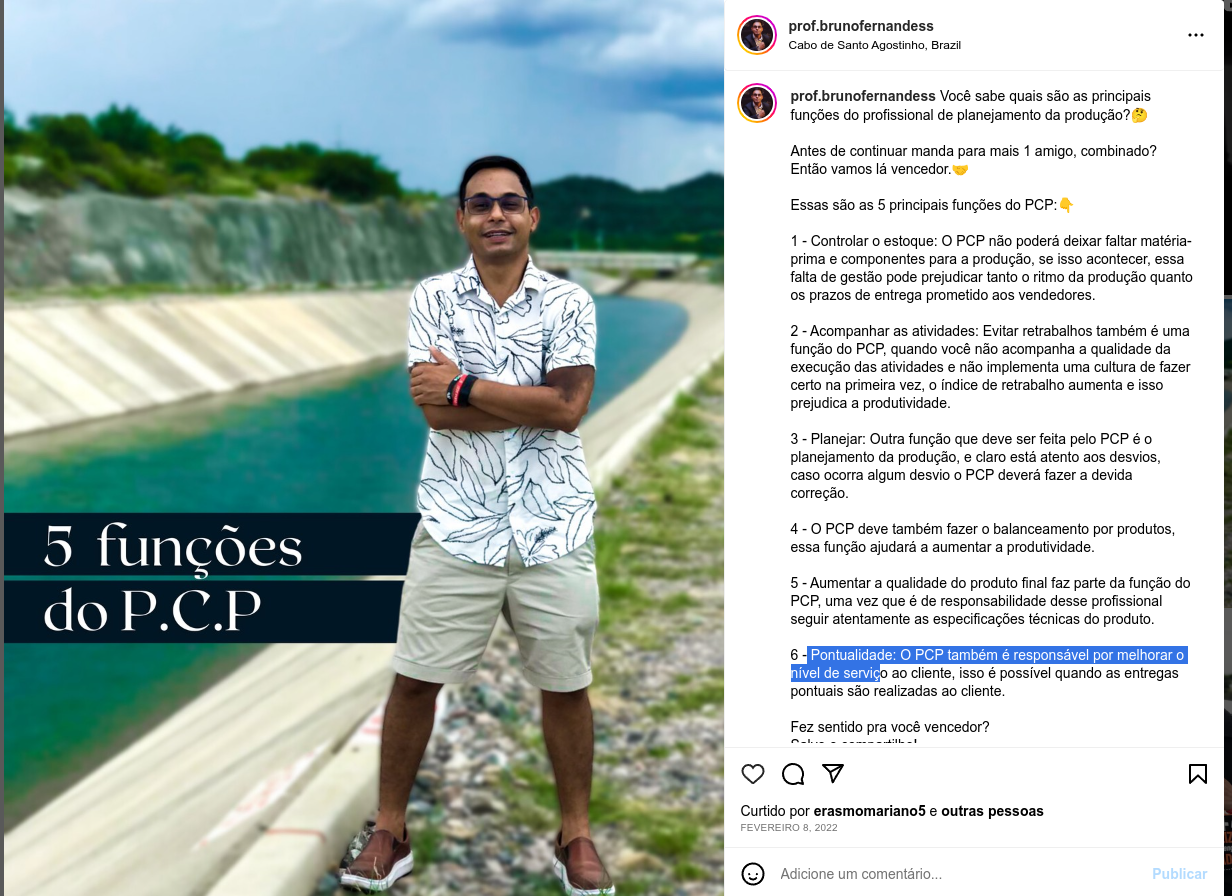 5 funções
do P.C.P
prof.brunofernandess
Cabo de Santo Agostinho, Brazil
prof.brunofernandess Você sabe quais são as principais
funções do profissional de planejamento da produção?🤔
Antes de continuar manda para mais 1 amigo, combinado?
Então vamos lá vencedor.🤝
Essas são as 5 principais funções do PCP:👇
1 - Controlar o estoque: O PCP não poderá deixar faltar matéria-
prima e componentes para a produção, se isso acontecer, essa
falta de gestão pode prejudicar tanto o ritmo da produção quanto
os prazos de entrega prometido aos vendedores.
2 - Acompanhar as atividades: Evitar retrabalhos também é uma
função do PCP, quando você não acompanha a qualidade da
execução das atividades e não implementa uma cultura de fazer
certo na primeira vez, o índice de retrabalho aumenta e isso
prejudica a produtividade.
3 - Planejar: Outra função que deve ser feita pelo PCP é o
planejamento da produção, e claro está atento aos desvios,
caso ocorra algum desvio o PCP deverá fazer a devida
correção.
4 - O PCP deve também fazer o balanceamento por produtos,
essa função ajudará a aumentar a produtividade.
5 - Aumentar a qualidade do produto final faz parte da função do
PCP, uma vez que é de responsabilidade desse profissional
seguir atentamente as especificações técnicas do produto.
6 - Pontualidade: O PCP também é responsável por melhorar o
nível de serviço ao cliente, isso é possível quando as entregas
pontuais são realizadas ao cliente.
Fez sentido pra você vencedor?
Salve e compartilhe!
Curtido por erasmomariano5 e outras pessoas
FEVEREIRO 8, 2022
Adicione um comentário...
Publicar